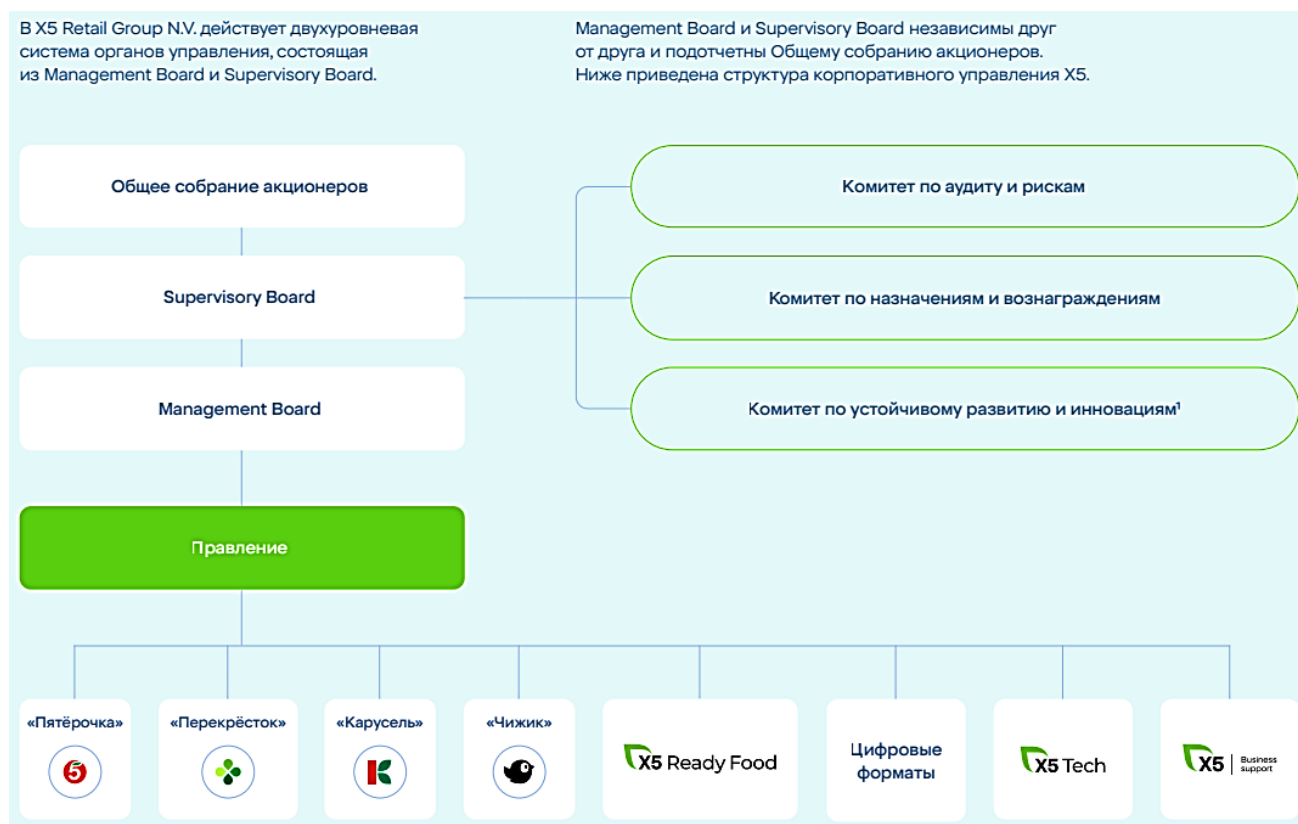 В X5 Retail Group N.V. действует двухуровневая
система органов управления, состоящая
из Management Board и Supervisory Board.
Management Board и Supervisory Board независимы друг
от друга и подотчетны Общему собранию акционеров.
Ниже приведена структура корпоративного управления X5.
Общее собрание акционеров
Supervisory Board
Management Board
Правление
Комитет по аудиту и рискам
Комитет по назначениям и вознаграждениям
Комитет по устойчивому развитию и инновациям¹
«Пятёрочка»
5
«Перекрёсток»
«Карусель»
К
«Чижик»
X5 Ready Food
Цифровые
форматы
X5 Tech
X5 | Business
support